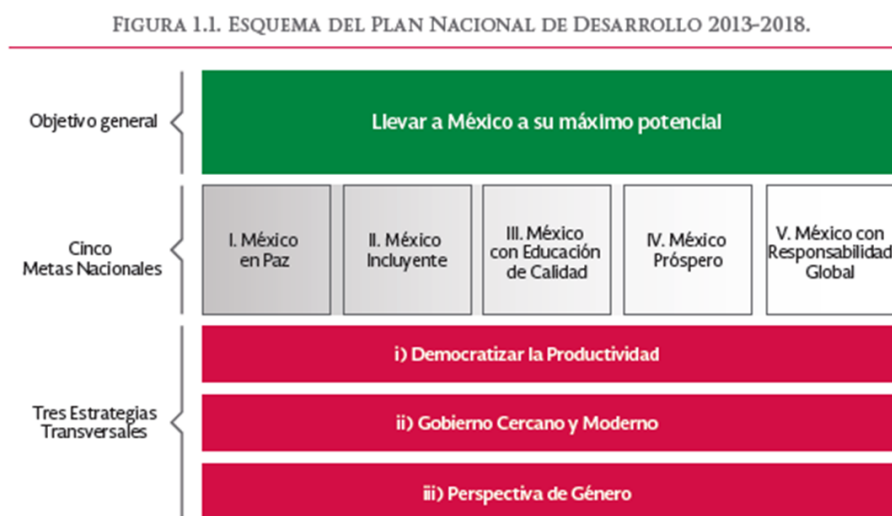 FIGURA 1.1. ESQUEMA DEL PLAN NACIONAL DE DESARROLLO 2013-2018.
Objetivo general
Llevar a México a su máximo potencial
Cinco
Metas Nacionales
I. México
en Paz
II. México
Incluyente
III. México
con Educación
de Calidad
IV. México
Próspero
V. México con
Responsabilidad
Global
Tres Estrategias
Transversales
i) Democratizar la Productividad
ii) Gobierno Cercano y Moderno
iii) Perspectiva de Género